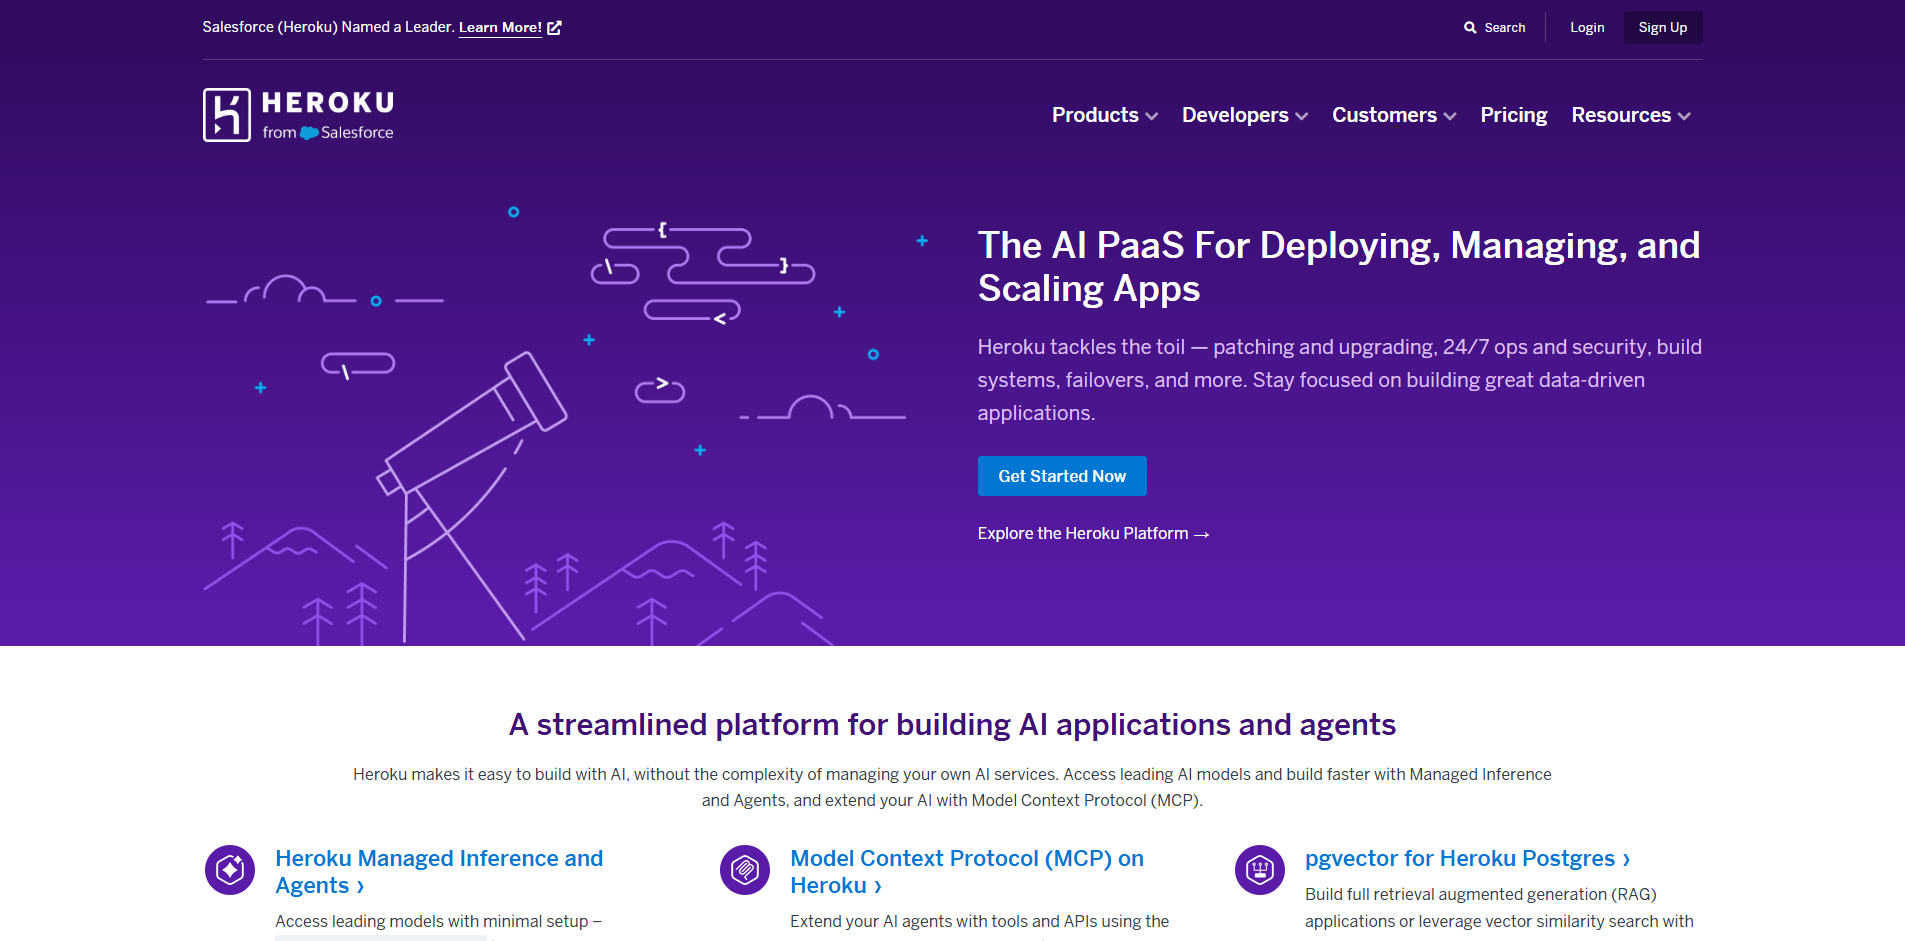 Salesforce (Heroku) Named a Leader. Learn More!
Search
Login
Sign Up
HEROKU
from Salesforce
Products
Developers
Customers
Pricing
Resources
{
\
}
<
\
>
The AI PaaS For Deploying, Managing, and
Scaling Apps
Heroku tackles the toil — patching and upgrading, 24/7 ops and security, build
systems, failovers, and more. Stay focused on building great data-driven
applications.
Get Started Now
Explore the Heroku Platform →
A streamlined platform for building AI applications and agents
Heroku makes it easy to build with AI, without the complexity of managing your own AI services. Access leading AI models and build faster with Managed Inference
and Agents, and extend your AI with Model Context Protocol (MCP).
Heroku Managed Inference and
Agents ›
Access leading models with minimal setup –
Model Context Protocol (MCP) on
Heroku ›
Extend your AI agents with tools and APIs using the
pgvector for Heroku Postgres ›
Build full retrieval augmented generation (RAG)
applications or leverage vector similarity search with